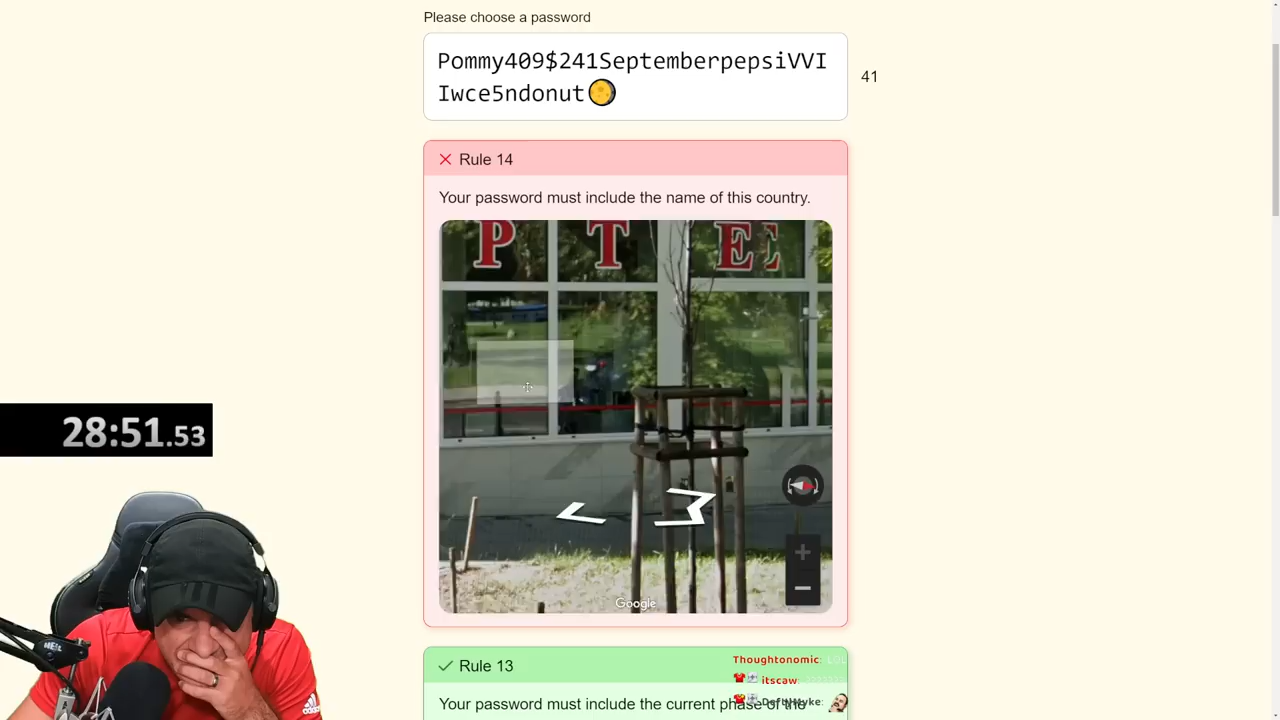 Please choose a password
Pommy409$241SeptemberpepsiVVI
Iwce5ndonut🌖
41
Rule 14
Your password must include the name of this country.
P T E
Google
28:51.53
Rule 13
Thoughtonomic: LOL
itscaw: ???????
Your password must include the current phase of the